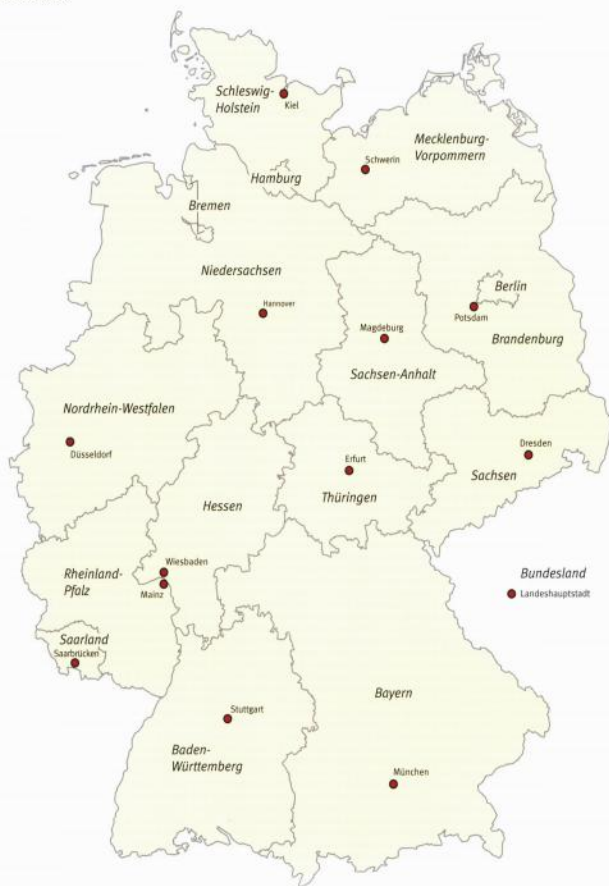 Schleswig-
Holstein
Kiel
Mecklenburg-
Vorpommern
Schwerin
Hamburg
Bremen
Niedersachsen
Hannover
Berlin
Potsdam
Brandenburg
Magdeburg
Sachsen-Anhalt
Nordrhein-Westfalen
Düsseldorf
Dresden
Sachsen
Erfurt
Thüringen
Hessen
Wiesbaden
Mainz
Rheinland-
Pfalz
Bundesland
Landeshauptstadt
Saarland
Saarbrücken
Bayern
Stuttgart
Baden-
Württemberg
München